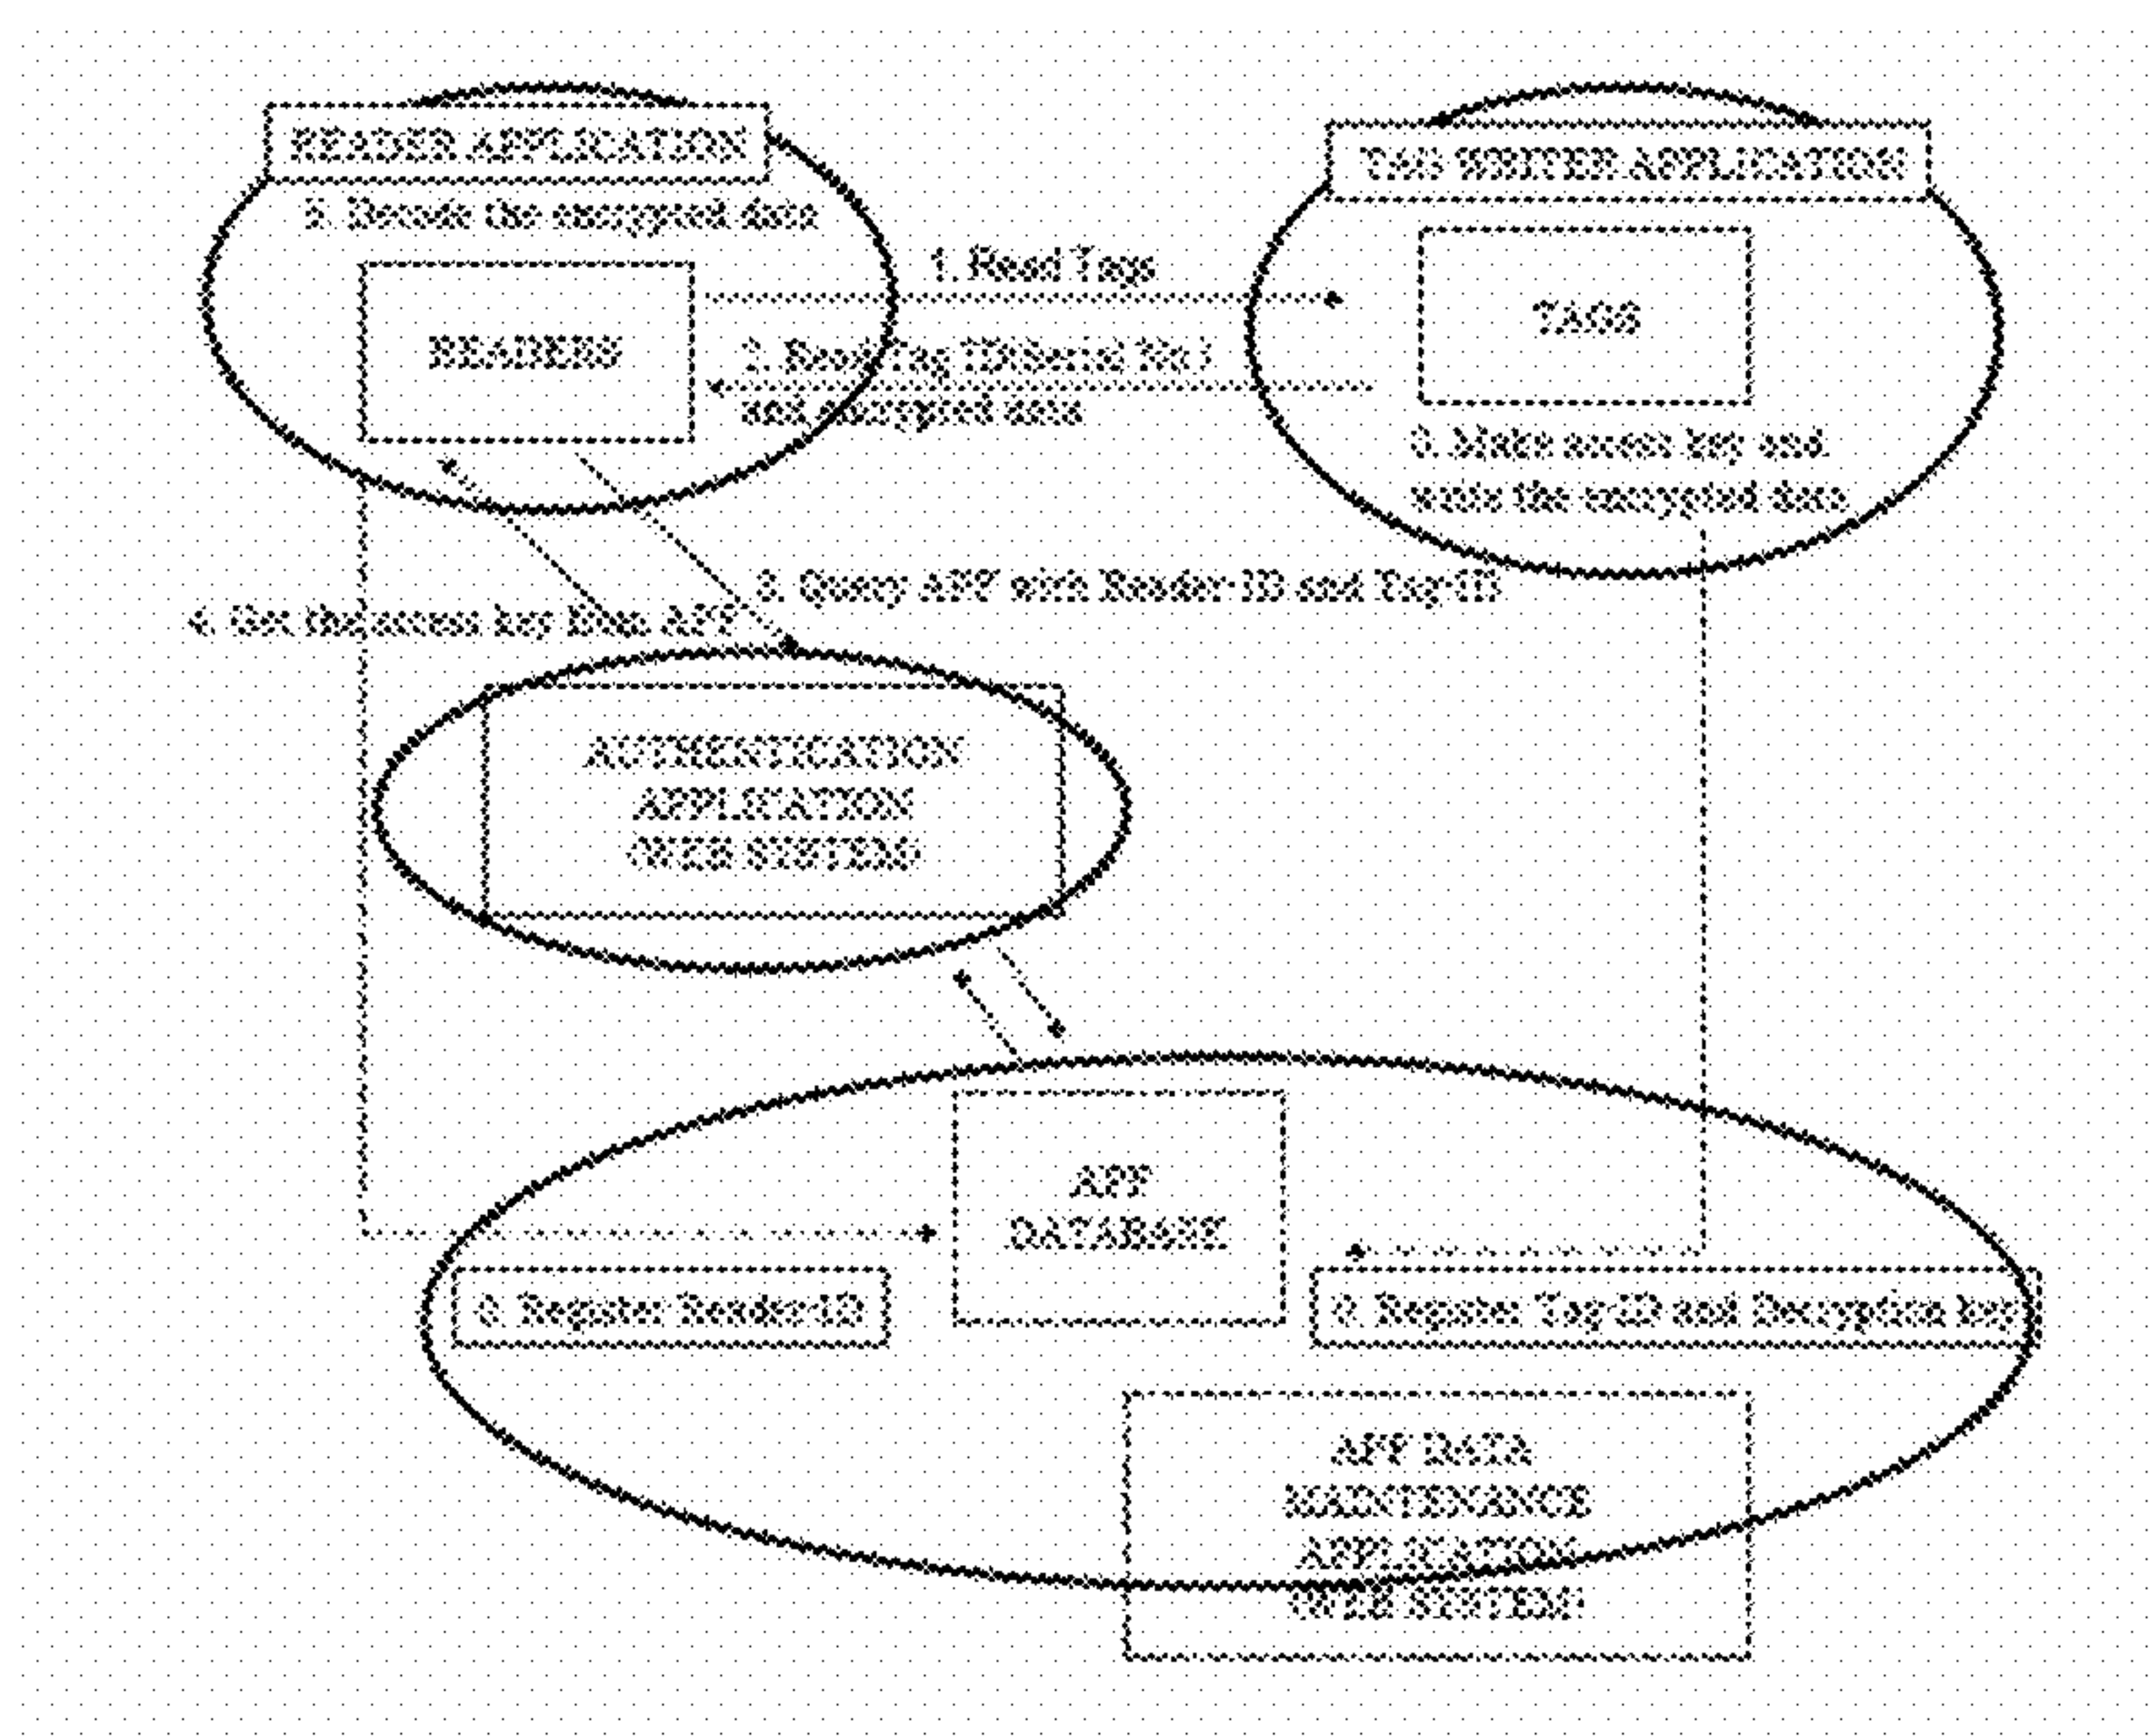 READER APPLICATION
5. Decode the encrypted data
READERS
1. Read Tags
2. Send Tag ID(Serial No.)
and encrypted data
TAG WRITER APPLICATION
TAGS
0. Make access key and
write the encrypted data
3. Query APF with Reader-ID and Tag-ID
4. Get the access key from APF
AUTHENTICATION
APPLICATION
(WEB SYSTEM)
APF
DATABASE
0. Register Reader-ID
0. Register Tag-ID and Decryption key
APF DATA
MAINTENANCE
APPLICATION
(WEB SYSTEM)